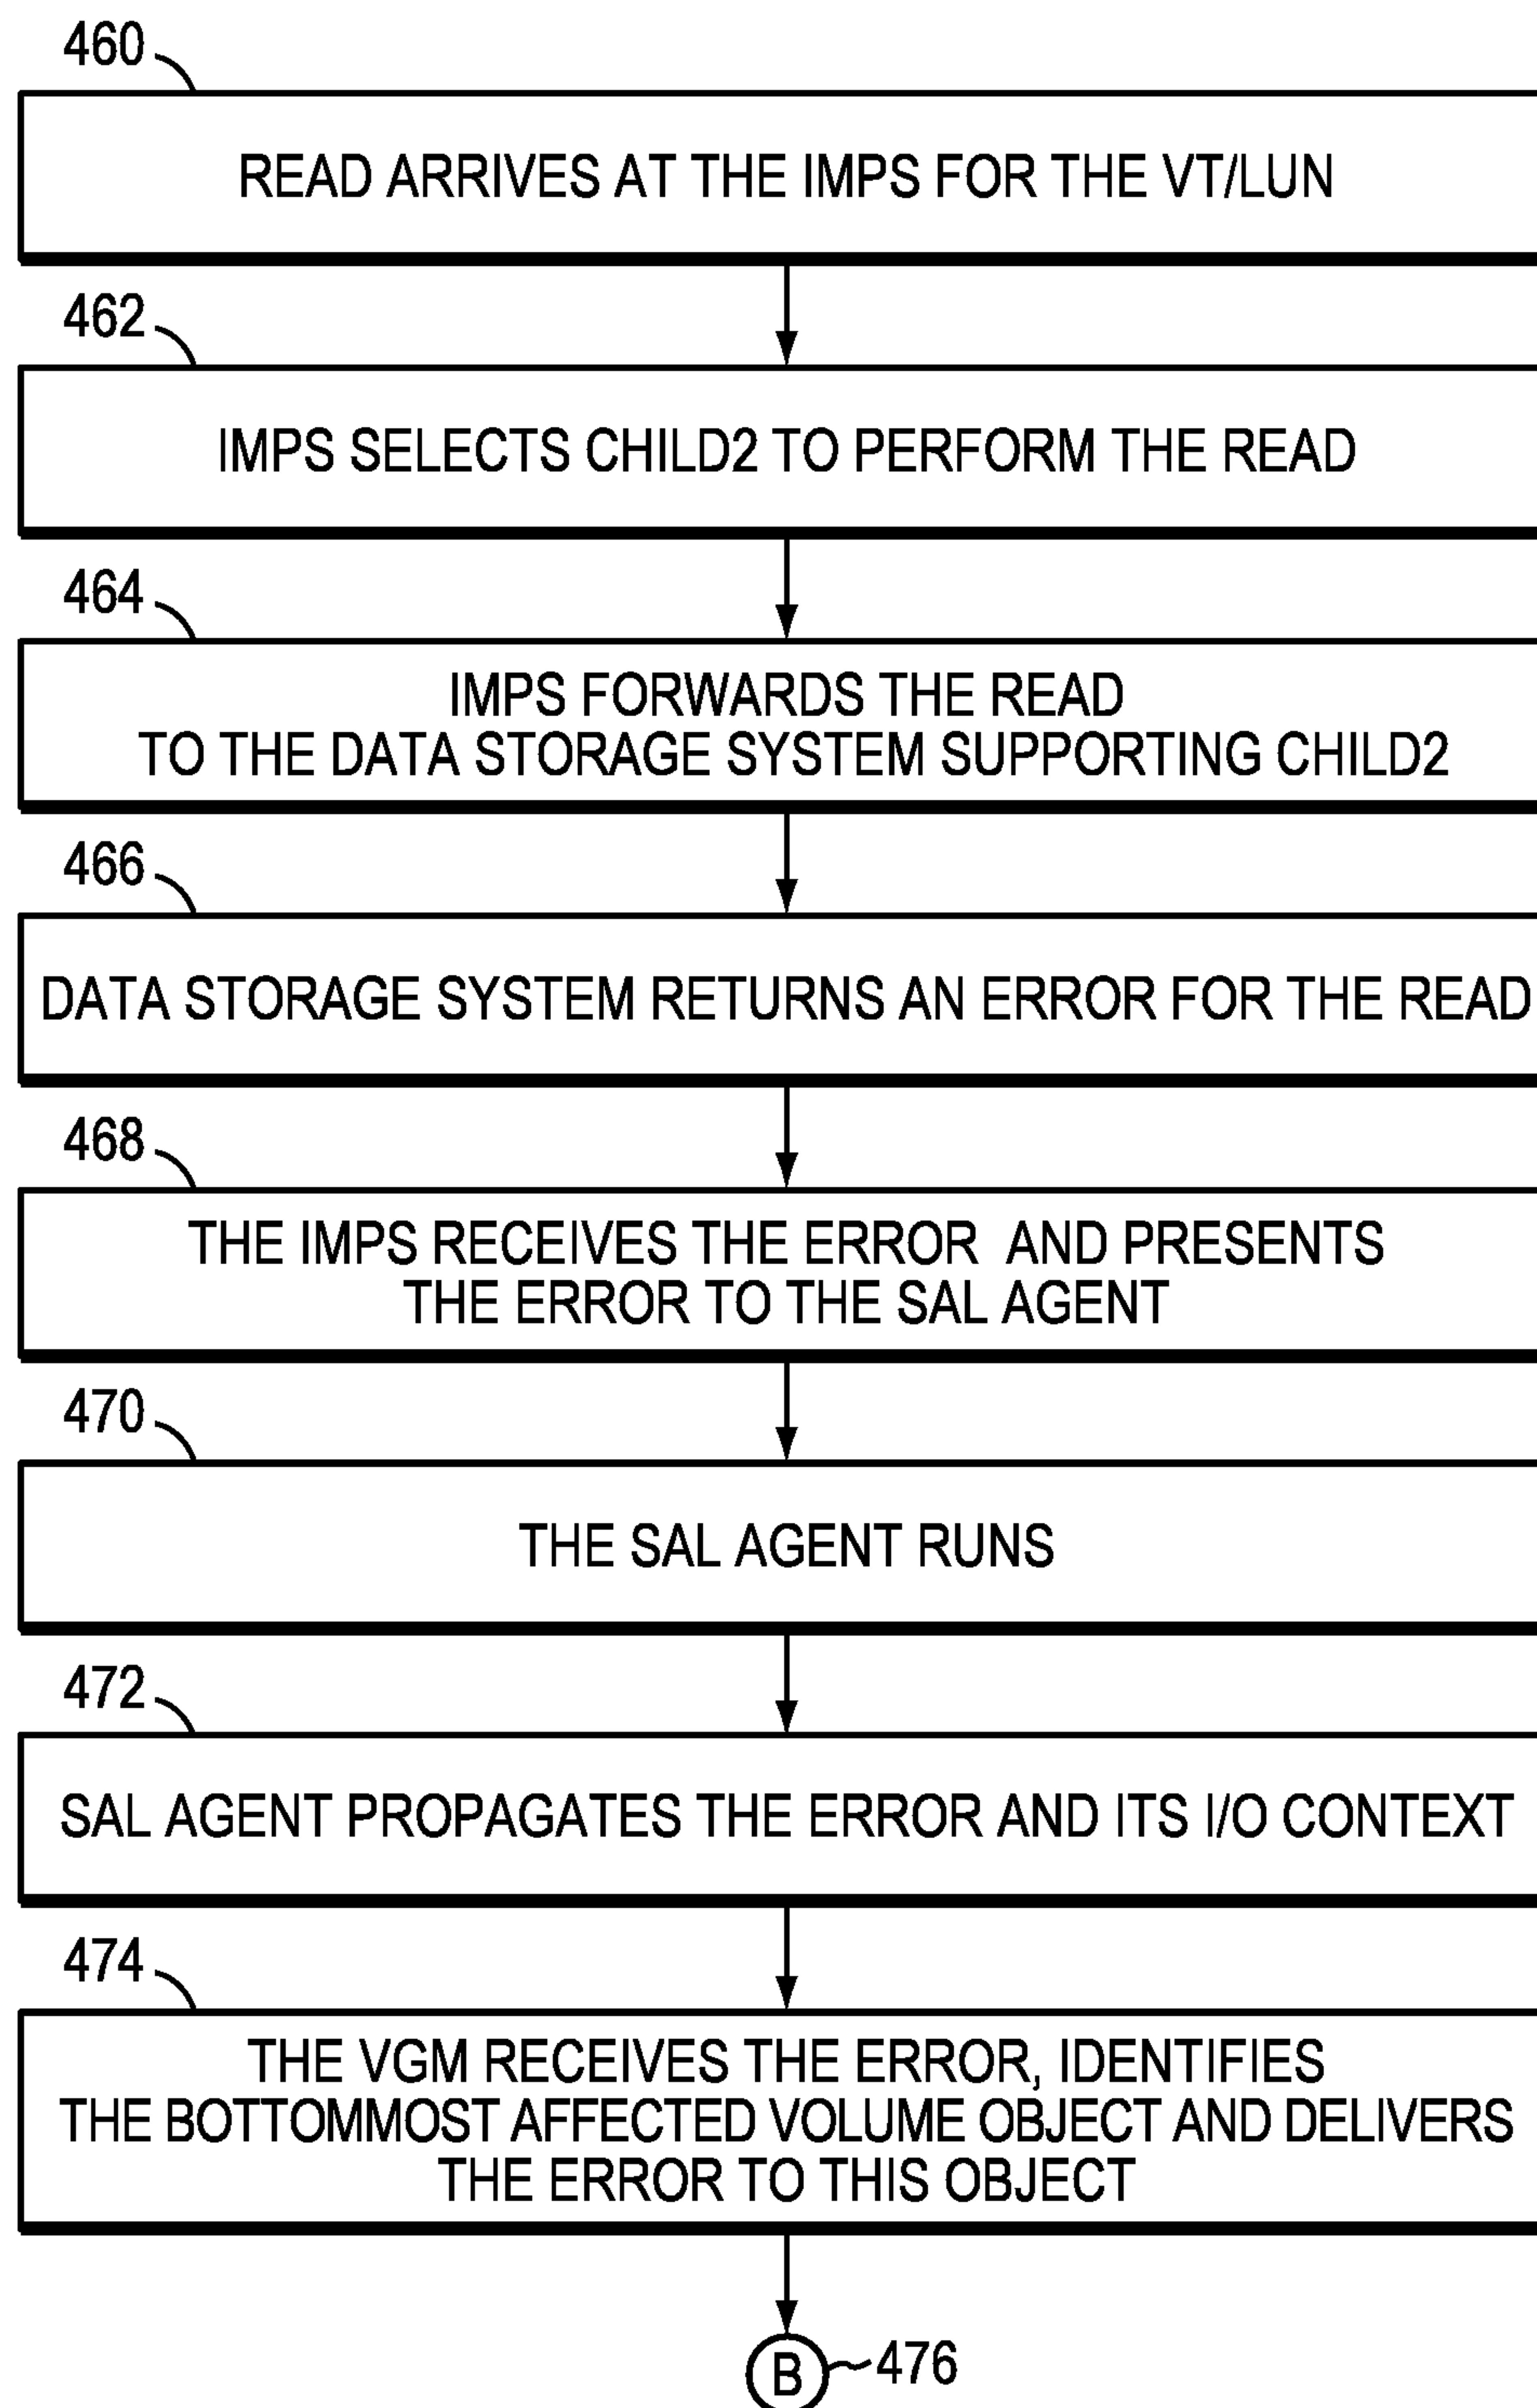 460
READ ARRIVES AT THE IMPS FOR THE VT/LUN
462
IMPS SELECTS CHILD2 TO PERFORM THE READ
464
IMPS FORWARDS THE READ
TO THE DATA STORAGE SYSTEM SUPPORTING CHILD2
466
DATA STORAGE SYSTEM RETURNS AN ERROR FOR THE READ
468
THE IMPS RECEIVES THE ERROR AND PRESENTS
THE ERROR TO THE SAL AGENT
470
THE SAL AGENT RUNS
472
SAL AGENT PROPAGATES THE ERROR AND ITS I/O CONTEXT
474
THE VGM RECEIVES THE ERROR, IDENTIFIES
THE BOTTOMMOST AFFECTED VOLUME OBJECT AND DELIVERS
THE ERROR TO THIS OBJECT
B 476